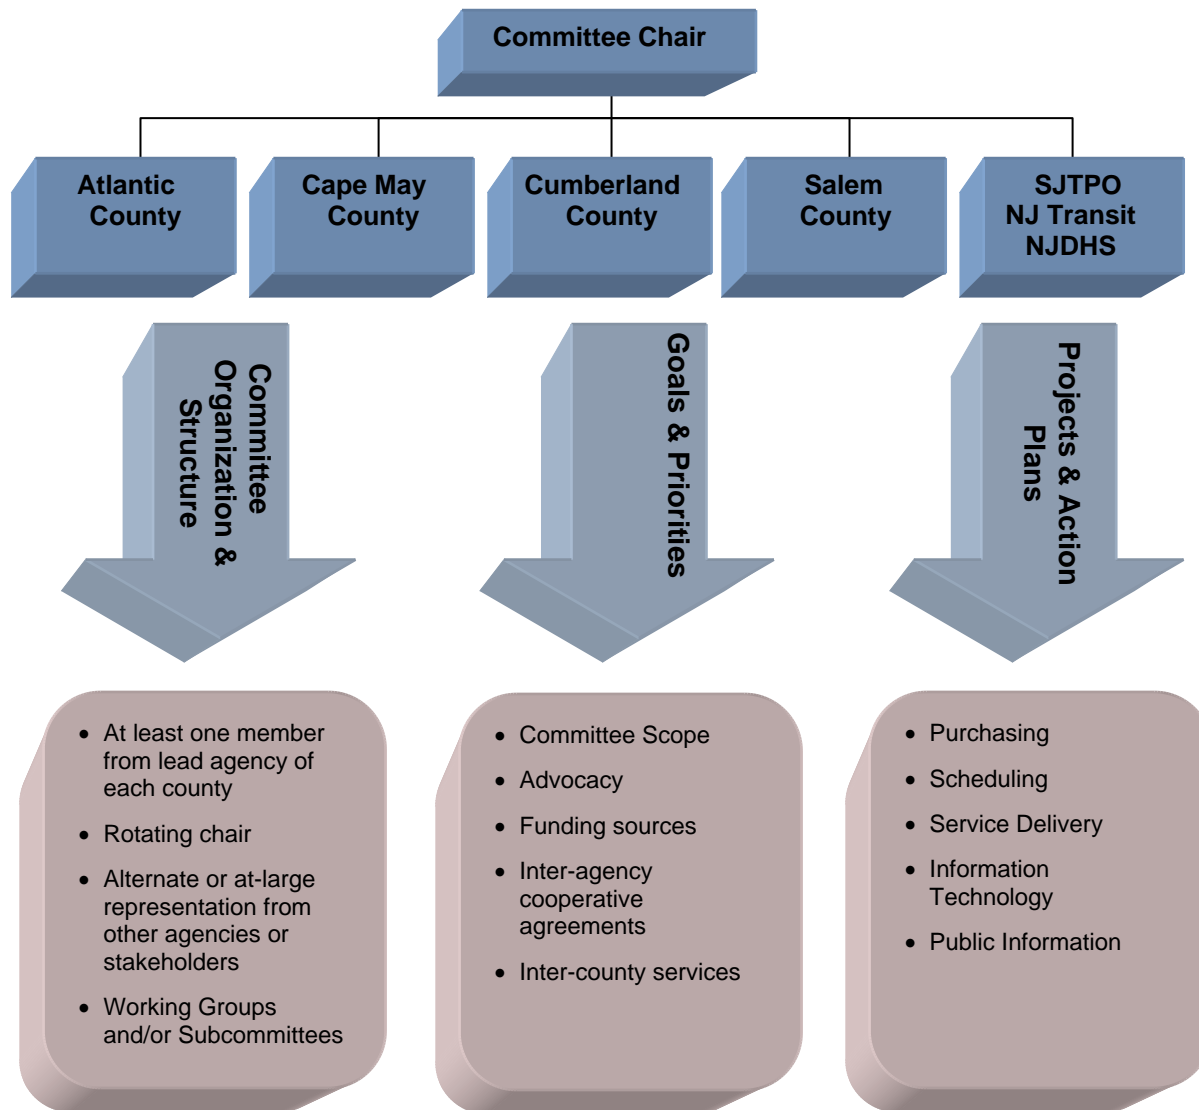 Committee Chair
Atlantic
County
Cape May
County
Cumberland
County
Salem
County
SJTPO
NJ Transit
NJDHS
Committee
Organization &
Structure
Goals & Priorities
Projects & Action
Plans
• At least one member
from lead agency of
each county
• Rotating chair
• Alternate or at-large
representation from
other agencies or
stakeholders
• Working Groups
and/or Subcommittees
• Committee Scope
• Advocacy
• Funding sources
• Inter-agency
cooperative
agreements
• Inter-county services
• Purchasing
• Scheduling
• Service Delivery
• Information
Technology
• Public Information